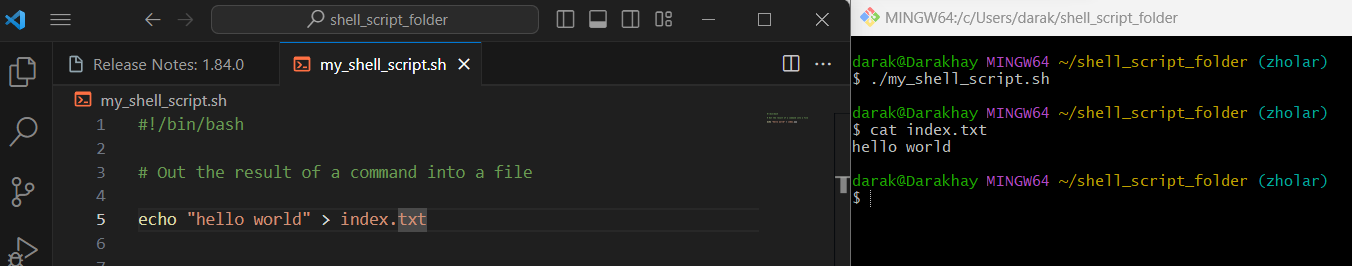 shell_script_folder
Release Notes: 1.84.0
my_shell_script.sh
my_shell_script.sh
1 #!/bin/bash
2
3 # Out the result of a command into a file
4
5 echo "hello world" > index.txt
6
MINGW64:/c/Users/darak/shell_script_folder
darak@Darakhay MINGW64 ~/shell_script_folder (zholar)
$ ./my_shell_script.sh
darak@Darakhay MINGW64 ~/shell_script_folder (zholar)
$ cat index.txt
hello world
darak@Darakhay MINGW64 ~/shell_script_folder (zholar)
$